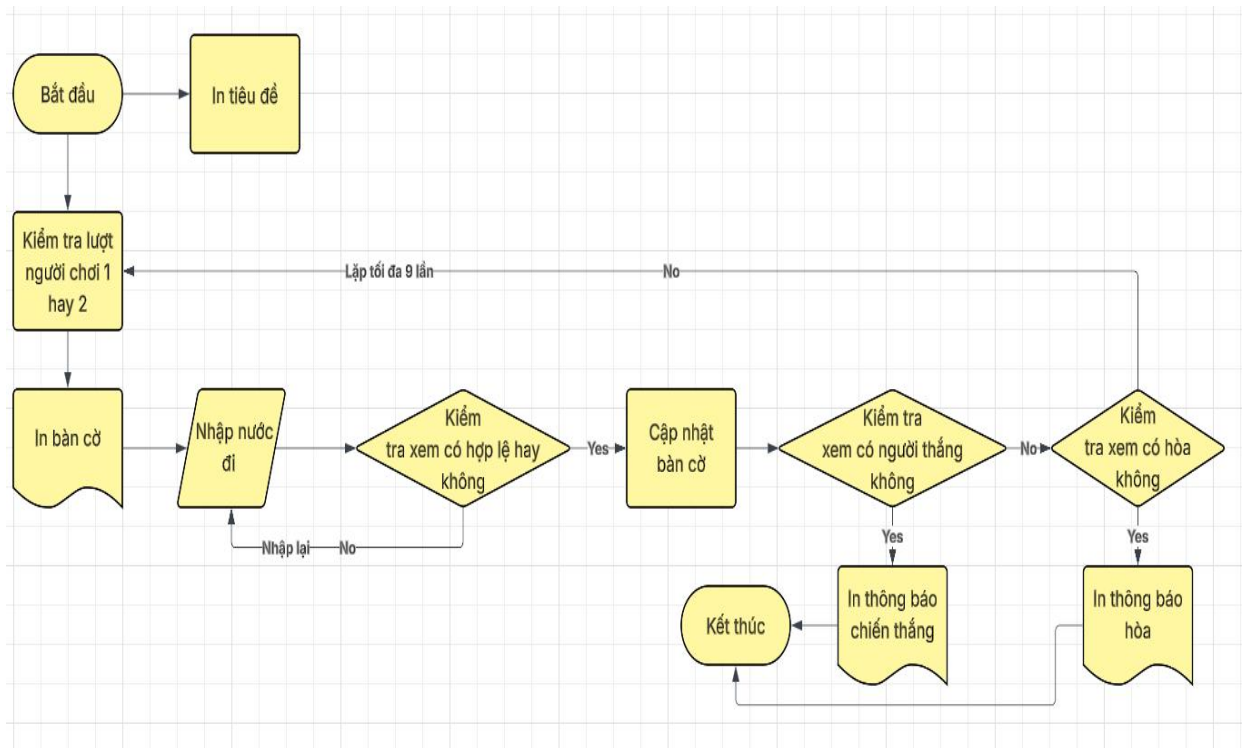 Bắt đầu
In tiêu đề
Kiểm tra lượt
người chơi 1
hay 2
Lặp tối đa 9 lần
No
In bàn cờ
Nhập nước
đi
Kiểm
tra xem có hợp lệ hay
không
Yes
Cập nhật
bàn cờ
Kiểm tra
xem có người thắng
không
No
Kiểm
tra xem có hòa
không
Nhập lại
No
Yes
Yes
Kết thúc
In thông báo
chiến thắng
In thông báo
hòa